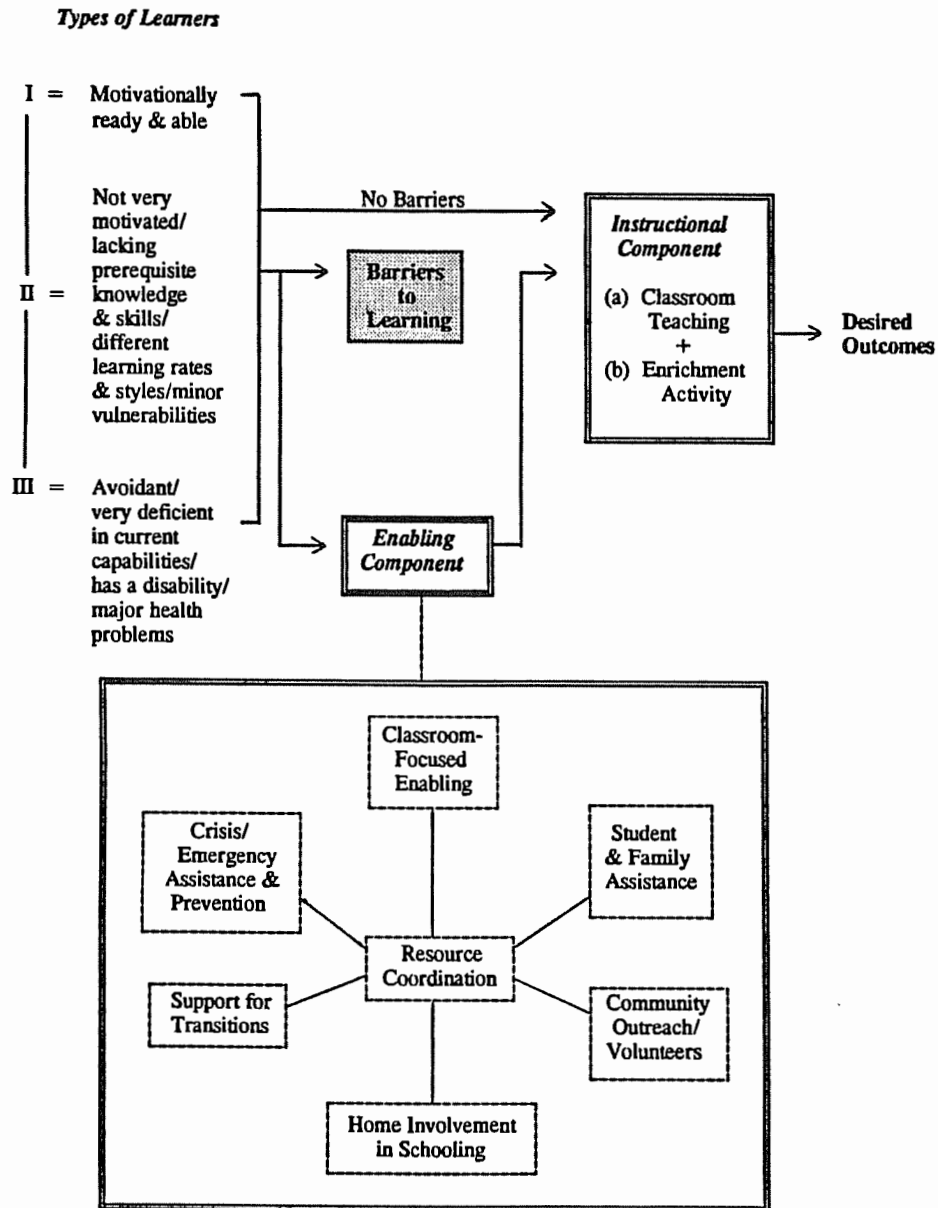 Types of Learners
I = Motivationally
ready & able
Not very
motivated/
lacking
prerequisite
II = knowledge
& skills/
different
learning rates
& styles/minor
vulnerabilities
III = Avoidant/
very deficient
in current
capabilities/
has a disability/
major health
problems
No Barriers
Barriers
to
Learning
Enabling
Component
Instructional
Component
(a) Classroom
Teaching
+
(b) Enrichment
Activity
Desired
Outcomes
Classroom-
Focused
Enabling
Crisis/
Emergency
Assistance &
Prevention
Student
& Family
Assistance
Resource
Coordination
Support for
Transitions
Community
Outreach/
Volunteers
Home Involvement
in Schooling